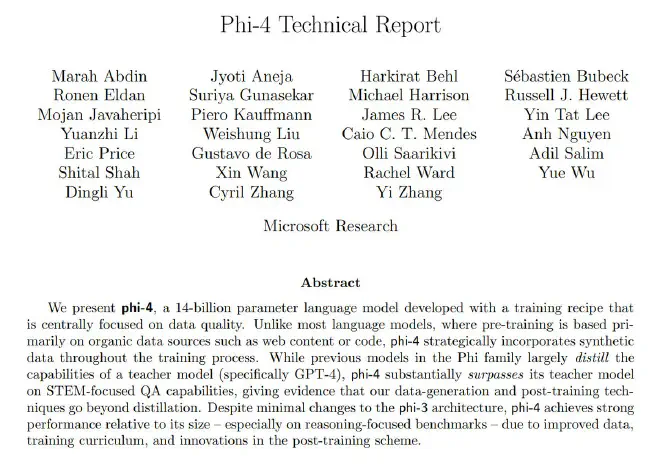 Phi-4 Technical Report
Marah Abdin Jyoti Aneja Harkirat Behl Sébastien Bubeck
Ronen Eldan Suriya Gunasekar Michael Harrison Russell J. Hewett
Mojan Javaheripi Piero Kauffmann James R. Lee Yin Tat Lee
Yuanzhi Li Weishung Liu Caio C. T. Mendes Anh Nguyen
Eric Price Gustavo de Rosa Olli Saarikivi Adil Salim
Shital Shah Xin Wang Rachel Ward Yue Wu
Dingli Yu Cyril Zhang Yi Zhang
Microsoft Research
Abstract
We present phi-4, a 14-billion parameter language model developed with a training recipe that
is centrally focused on data quality. Unlike most language models, where pre-training is based pri-
marily on organic data sources such as web content or code, phi-4 strategically incorporates synthetic
data throughout the training process. While previous models in the Phi family largely distill the
capabilities of a teacher model (specifically GPT-4), phi-4 substantially surpasses its teacher model
on STEM-focused QA capabilities, giving evidence that our data-generation and post-training tech-
niques go beyond distillation. Despite minimal changes to the phi-3 architecture, phi-4 achieves strong
performance relative to its size – especially on reasoning-focused benchmarks – due to improved data,
training curriculum, and innovations in the post-training scheme.